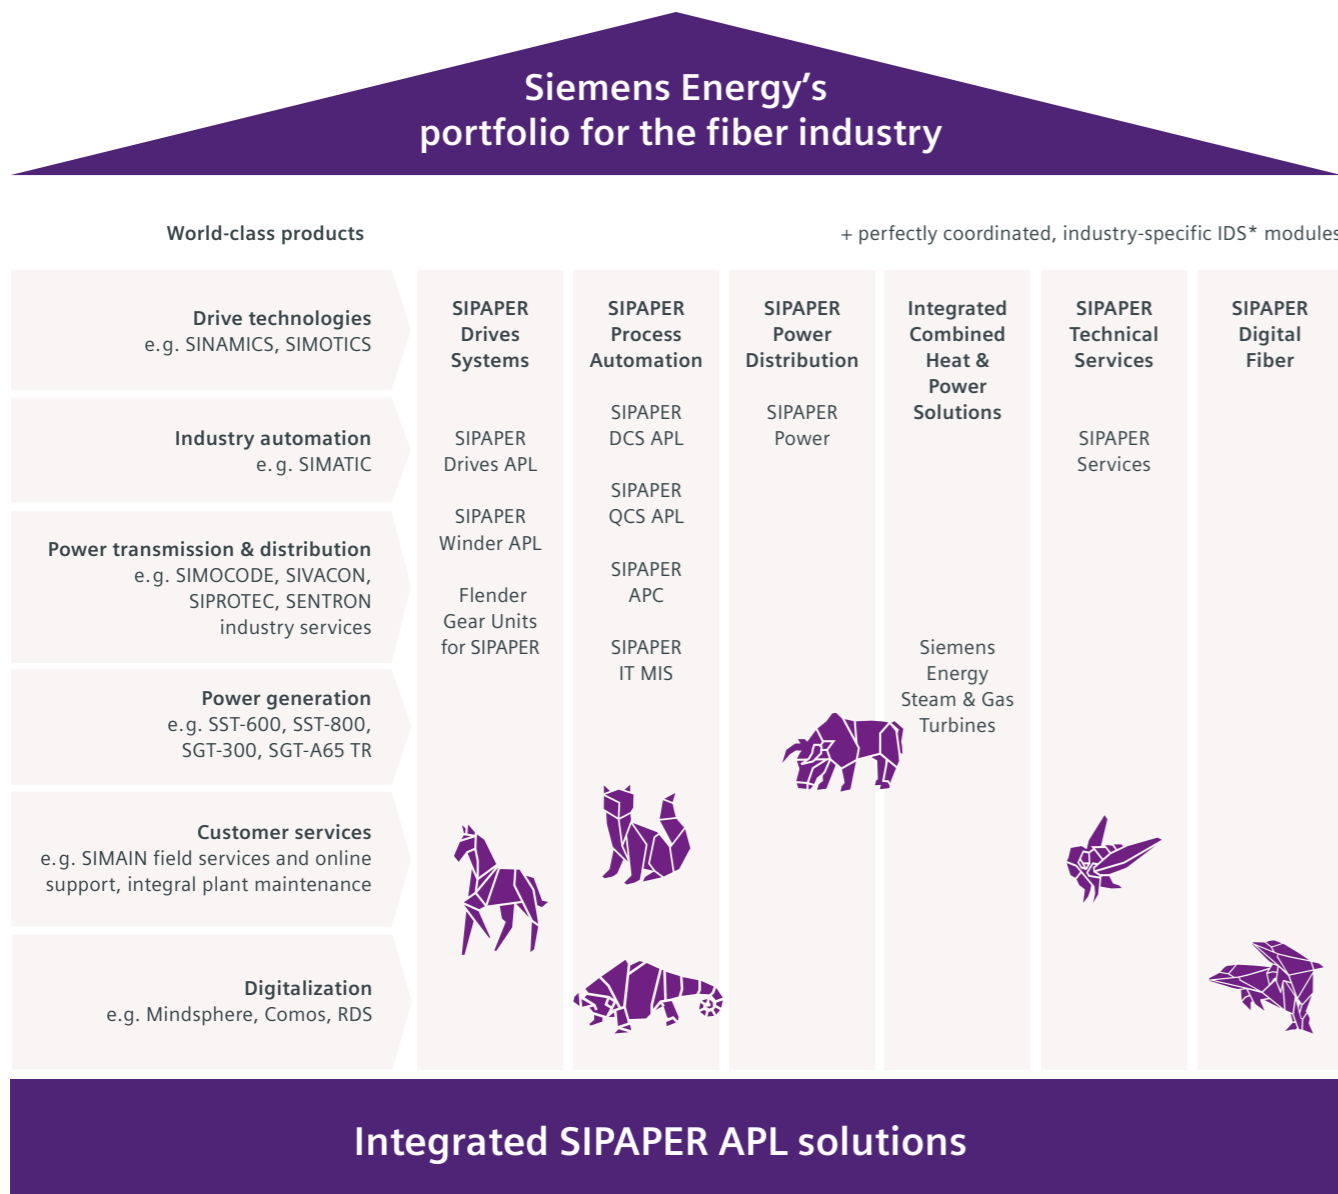 Siemens Energy’s
portfolio for the fiber industry
World-class products
+ perfectly coordinated, industry-specific IDS* modules
Drive technologies
e.g. SINAMICS, SIMOTICS
Industry automation
e.g. SIMATIC
Power transmission & distribution
e.g. SIMOCODE, SIVACON,
SIPROTEC, SENTRON
industry services
Power generation
e.g. SST-600, SST-800,
SGT-300, SGT-A65 TR
Customer services
e.g. SIMAIN field services and online
support, integral plant maintenance
Digitalization
e.g. Mindsphere, Comos, RDS
SIPAPER
Drives
Systems
SIPAPER
Drives APL
SIPAPER
Winder APL
Flender
Gear Units
for SIPAPER
SIPAPER
Process
Automation
SIPAPER
DCS APL
SIPAPER
QCS APL
SIPAPER
APC
SIPAPER
IT MIS
SIPAPER
Power
Distribution
SIPAPER
Power
Integrated
Combined
Heat &
Power
Solutions
Siemens
Energy
Steam & Gas
Turbines
SIPAPER
Technical
Services
SIPAPER
Services
SIPAPER
Digital
Fiber
Integrated SIPAPER APL solutions